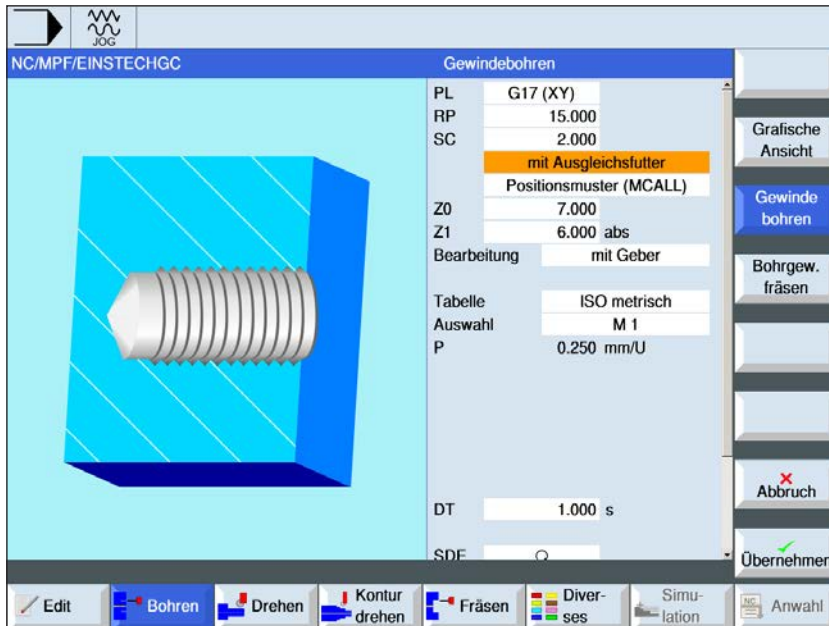 JOG
NC/MPF/EINSTECHGC
Gewindebohren
PL G17 (XY)
RP 15.000
SC 2.000
mit Ausgleichsfutter
Positionsmuster (MCALL)
Z0 7.000
Z1 6.000 abs
Bearbeitung mit Geber
Tabelle ISO metrisch
Auswahl M 1
P 0.250 mm/U
DT 1.000 s
SDE
Grafische
Ansicht
Gewinde
bohren
Bohrgew.
fräsen
Abbruch
Übernehmen
Edit
Bohren
Drehen
Kontur
drehen
Fräsen
Diver-
ses
Simu-
lation
NC
Anwahl